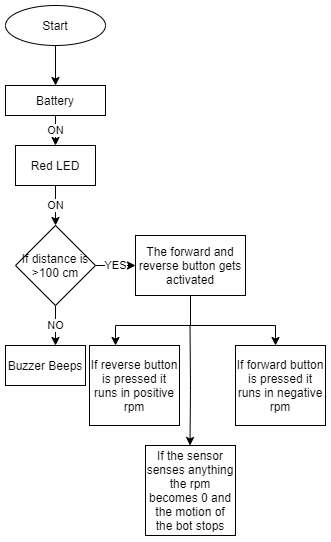 Start
Battery
ON
Red LED
ON
If distance is
>100 cm
YES
The forward and
reverse button gets
activated
NO
Buzzer Beeps
If reverse button
is pressed it
runs in positive
rpm
If forward button
is pressed it
runs in negative
rpm
If the sensor
senses anything
the rpm
becomes 0 and
the motion of
the bot stops